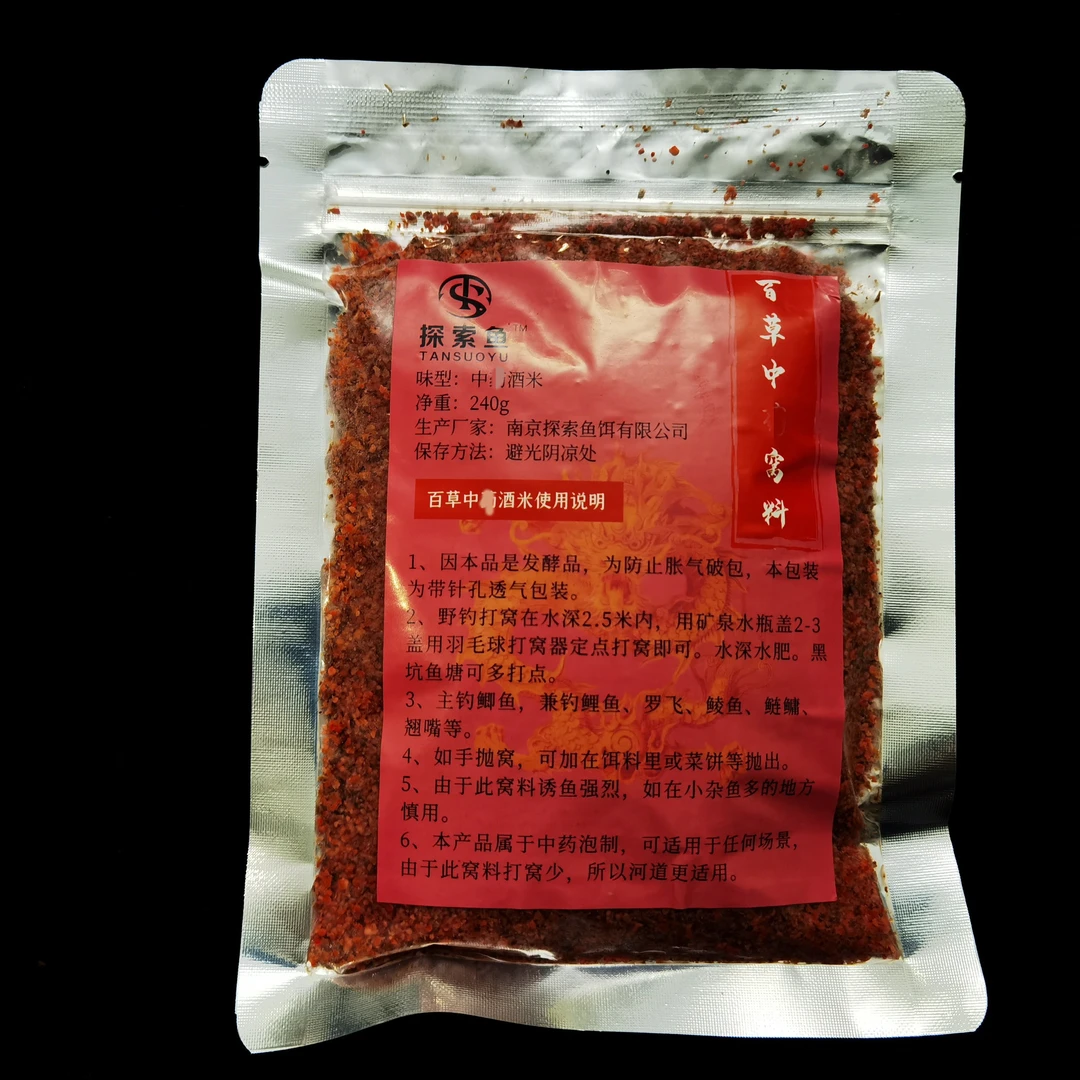 探索鱼™
TANSUOYU
味型：中 酒米
净重：240g
生产厂家：南京探索鱼饵有限公司
保存方法：避光阴凉处
百草中 窝料
百草中药酒米使用说明
1、因本品是发酵品，为防止胀气破包，本包装
为带针孔透气包装。
2、野钓打窝在水深2.5米内，用矿泉水瓶盖2-3
盖用羽毛球打窝器定点打窝即可。水深水肥。黑
坑鱼塘可多打点。
3、主钓鲫鱼，兼钓鲤鱼、罗飞、鲮鱼、鲢鳙、
翘嘴等。
4、如手抛窝，可加在饵料里或菜饼等抛出。
5、由于此窝料诱鱼强烈，如在小杂鱼多的地方
慎用。
6、本产品属于中药泡制，可适用于任何场景，
由于此窝料打窝少，所以河道更适用。